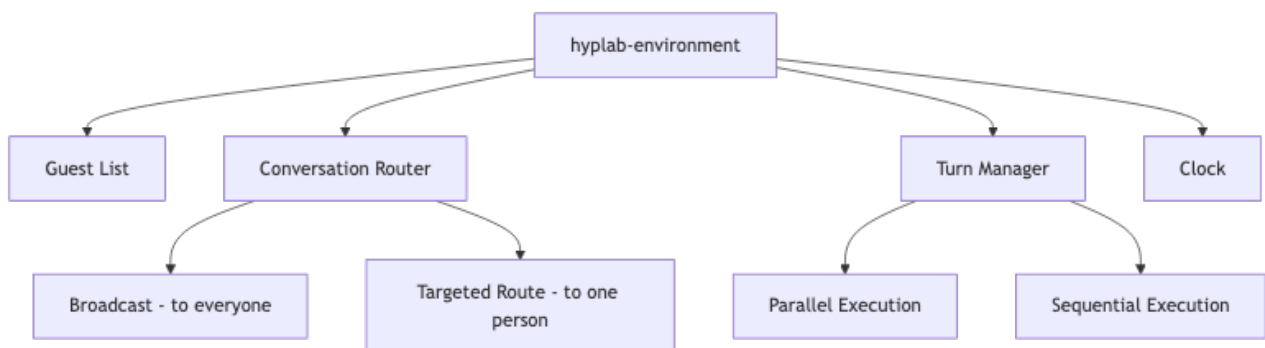 hyplab-environment
Guest List
Conversation Router
Turn Manager
Clock
Broadcast - to everyone
Targeted Route - to one
person
Parallel Execution
Sequential Execution